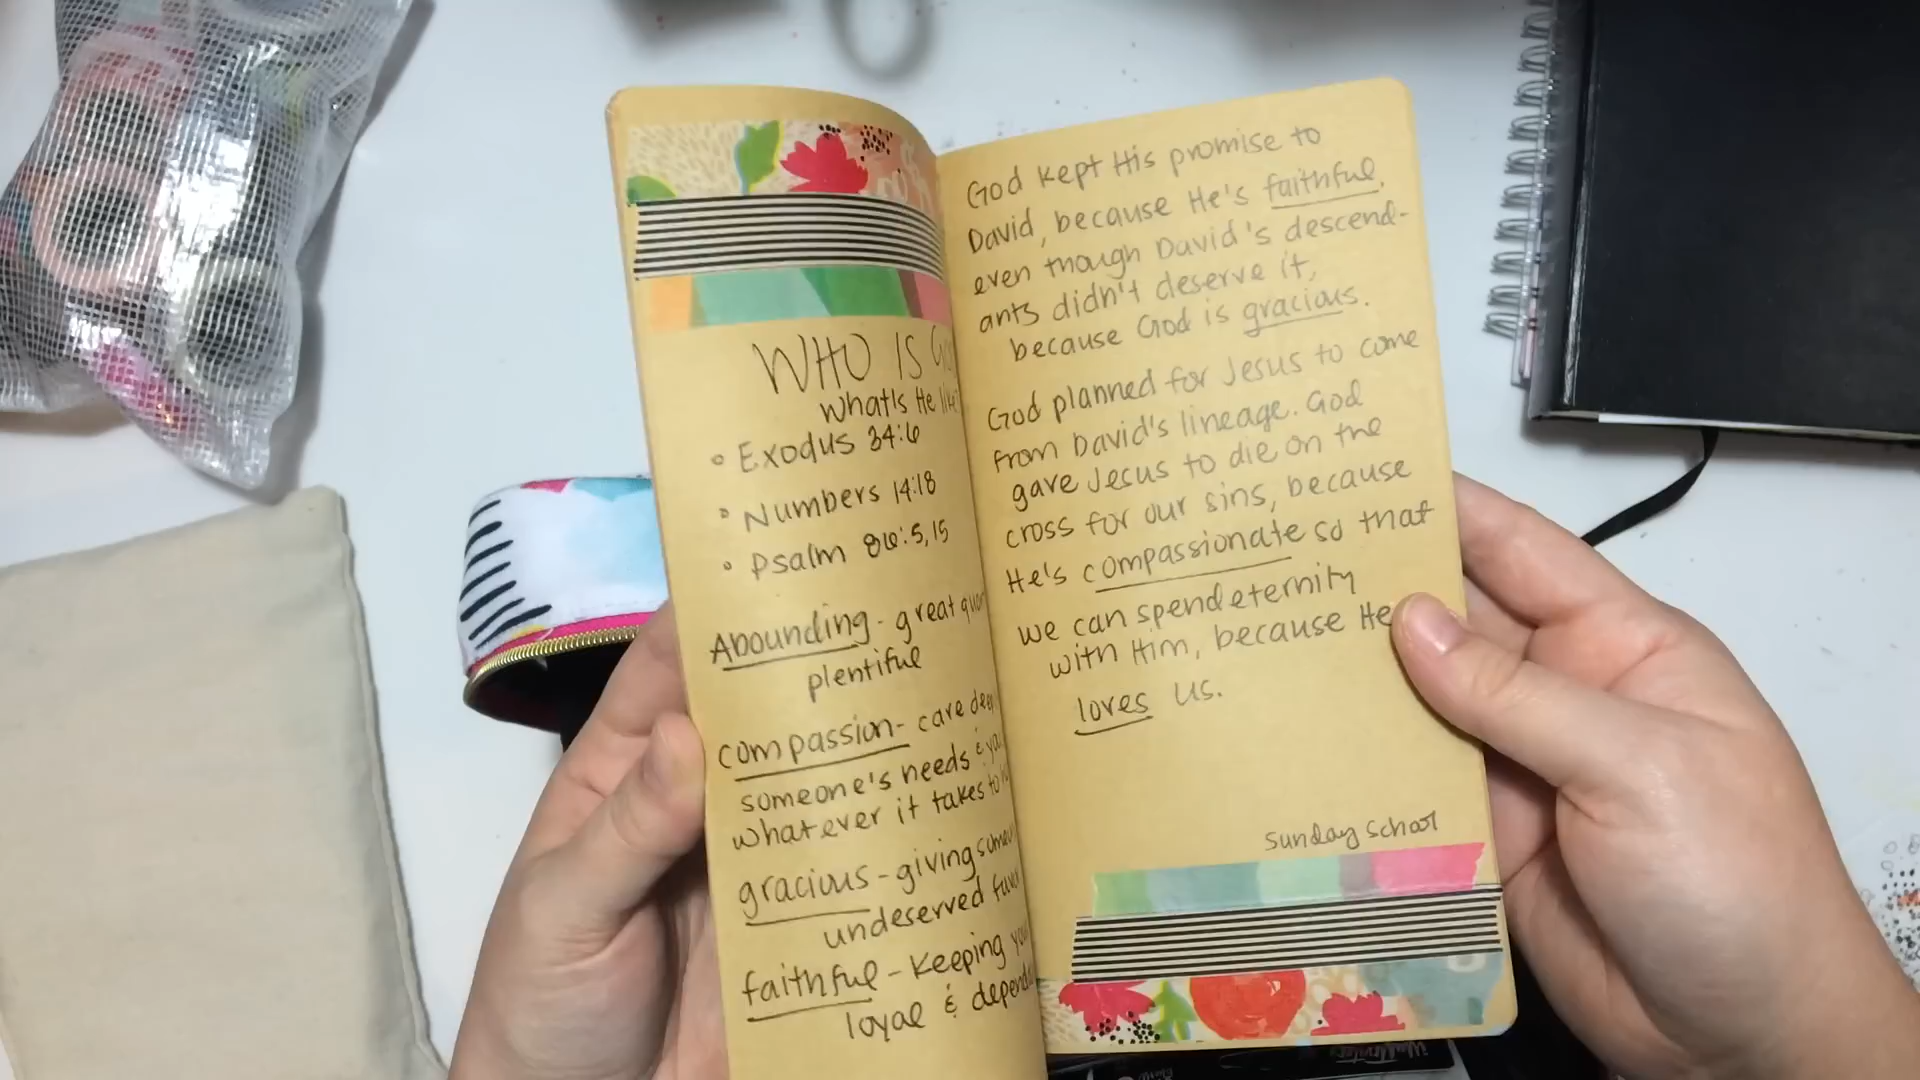 WHO IS
What is He like
◦ Exodus 34:6
◦ Numbers 14:18
◦ Psalm 86:5,15
Abounding - great
plentiful
compassion - care
someone's needs &
whatever it takes to
gracious - giving
undeserved
faithful - keeping
loyal &
God kept His promise to
David, because He's faithful,
even though David's descend-
ants didn't deserve it,
because God is gracious.
God planned for Jesus to come
from David's lineage. God
gave Jesus to die on the
cross for our sins, because
He's compassionate so that
we can spend eternity
with Him, because He
loves us.
Sunday School